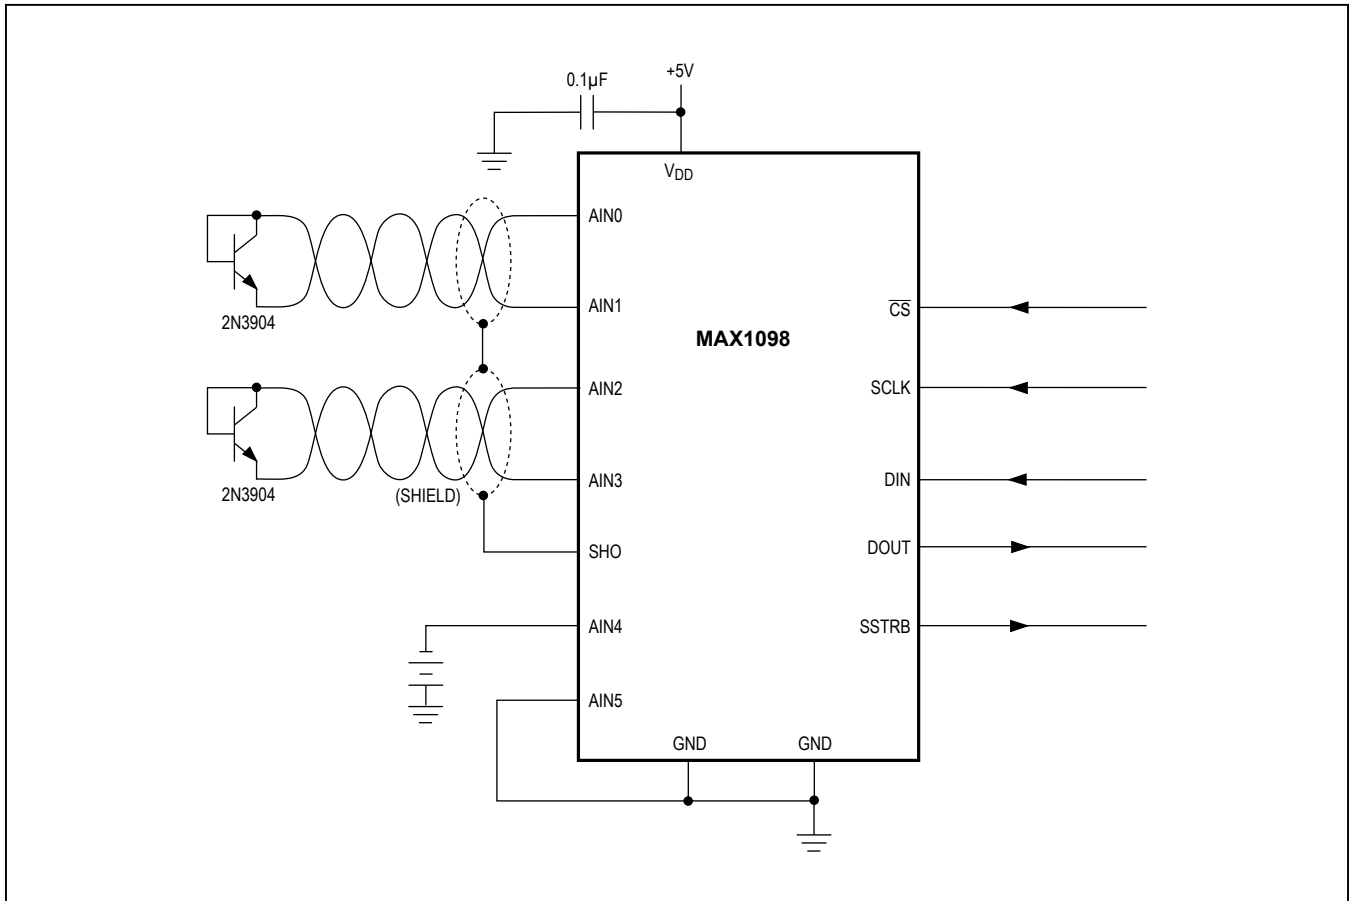 +5V
0.1µF
VDD
AIN0
AIN1
2N3904
CS
MAX1098
AIN2
SCLK
AIN3
DIN
2N3904
(SHIELD)
SHO
DOUT
AIN4
SSTRB
AIN5
GND
GND